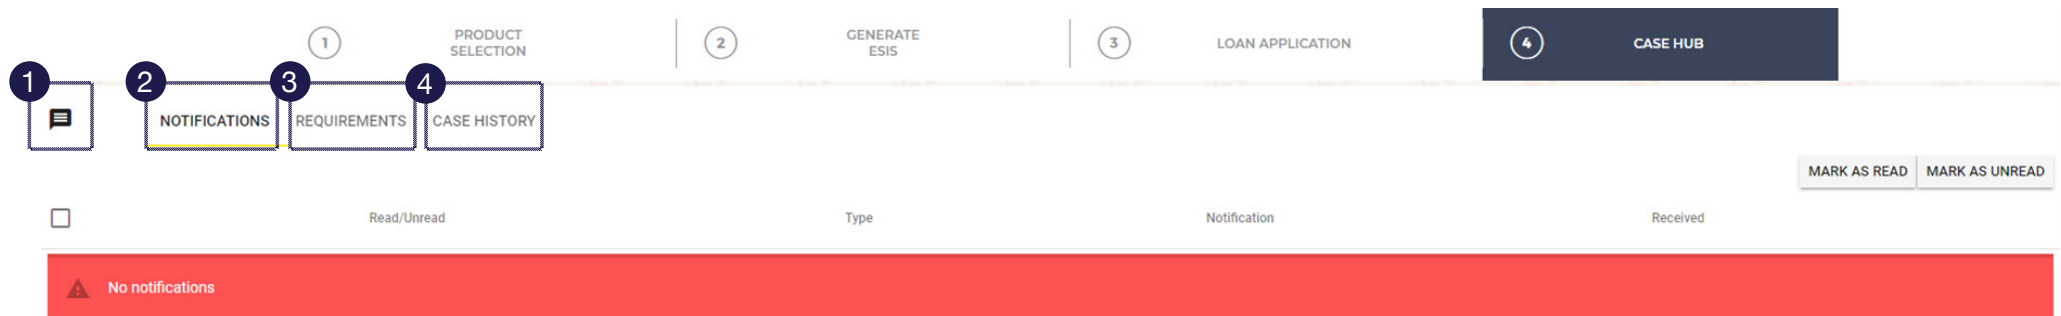 1 PRODUCT SELECTION 2 GENERATE ESIS 3 LOAN APPLICATION 4 CASE HUB
1 2 3 4
NOTIFICATIONS REQUIREMENTS CASE HISTORY
MARK AS READ MARK AS UNREAD
Read/Unread Type Notification Received
No notifications